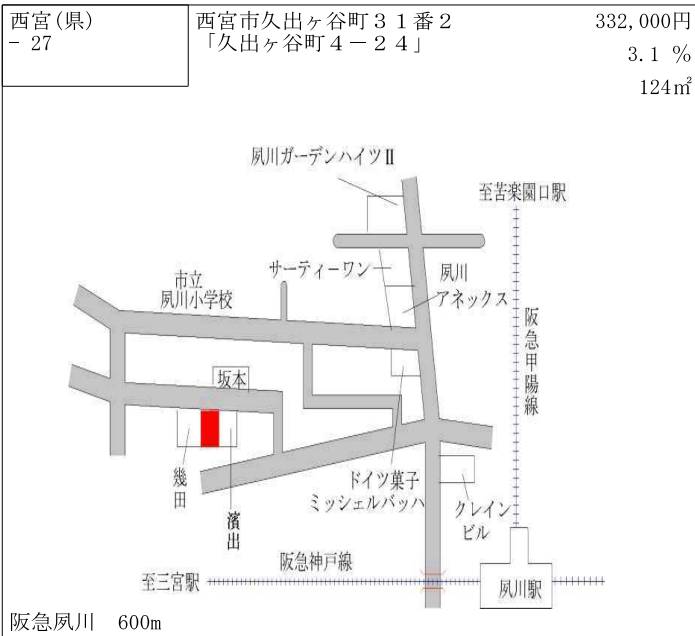 西宮(県)
－ 27
西宮市久出ヶ谷町３１番２
「久出ヶ谷町４－２４」
332,000円
3.1 %
124㎡
夙川ガーデンハイツⅡ
至苦楽園口駅
サーディーワン
夙川
アネックス
市立
夙川小学校
阪急甲陽線
坂本
幾田
濱出
ドイツ菓子
ミッシェルバッハ
クレイン
ビル
阪急神戸線
至三宮駅
夙川駅
阪急夙川　600m